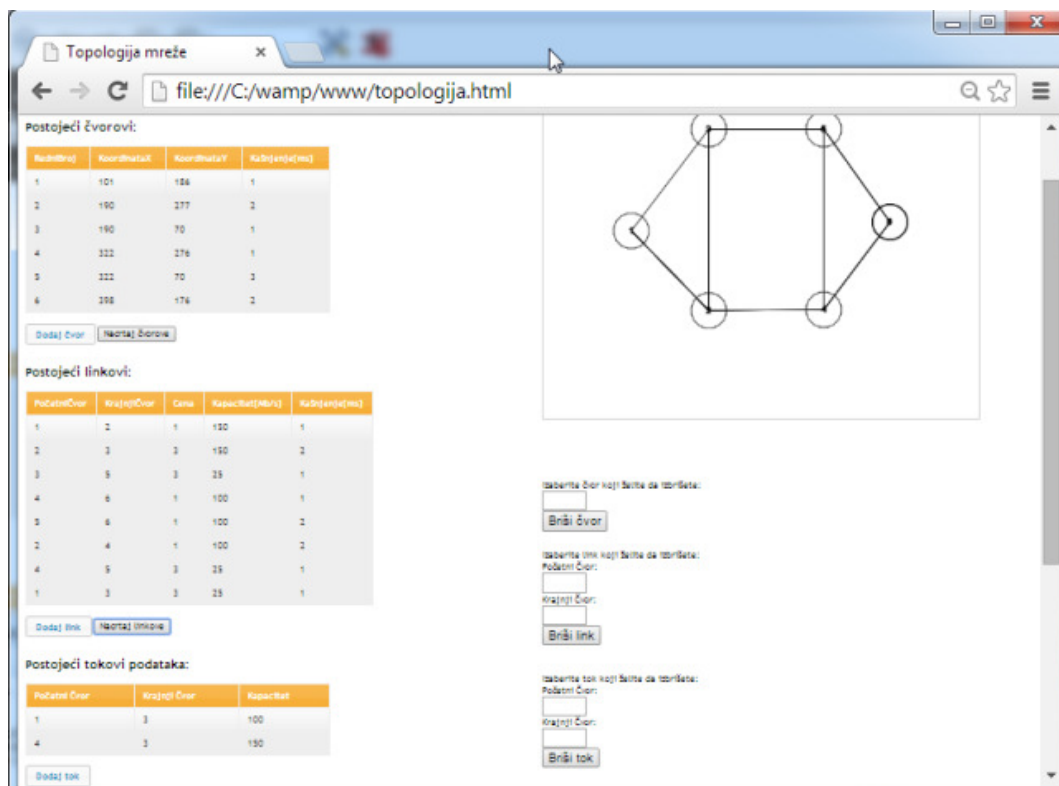 Topologija mreže
file:///C:/wamp/www/topologija.html
Postojeći čvorovi:
RedniBroj KoordinataX KoordinataY Kašnjenje[ms]
1 101 186 1
2 190 277 2
3 190 70 1
4 322 276 1
5 322 70 3
6 398 176 2
Dodaj čvor Nacrtaj čvorove
Postojeći linkovi:
PočetniČvor KrajnjiČvor Cena Kapacitet[Mb/s] Kašnjenje[ms]
1 2 1 150 1
2 3 3 150 2
3 5 3 25 1
4 6 1 100 1
5 6 1 100 2
2 4 1 100 2
4 5 3 25 1
1 3 3 25 1
Dodaj link Nacrtaj linkove
Postojeći tokovi podataka:
Početni Čvor Krajnji Čvor Kapacitet
1 3 100
4 3 150
Dodaj tok
Izaberite čvor koji želite da izbrišete:
Briši čvor
Izaberite link koji želite da izbrišete:
Početni Čvor:
Krajnji Čvor:
Briši link
Izaberite tok koji želite da izbrišete:
Početni Čvor:
Krajnji Čvor:
Briši tok